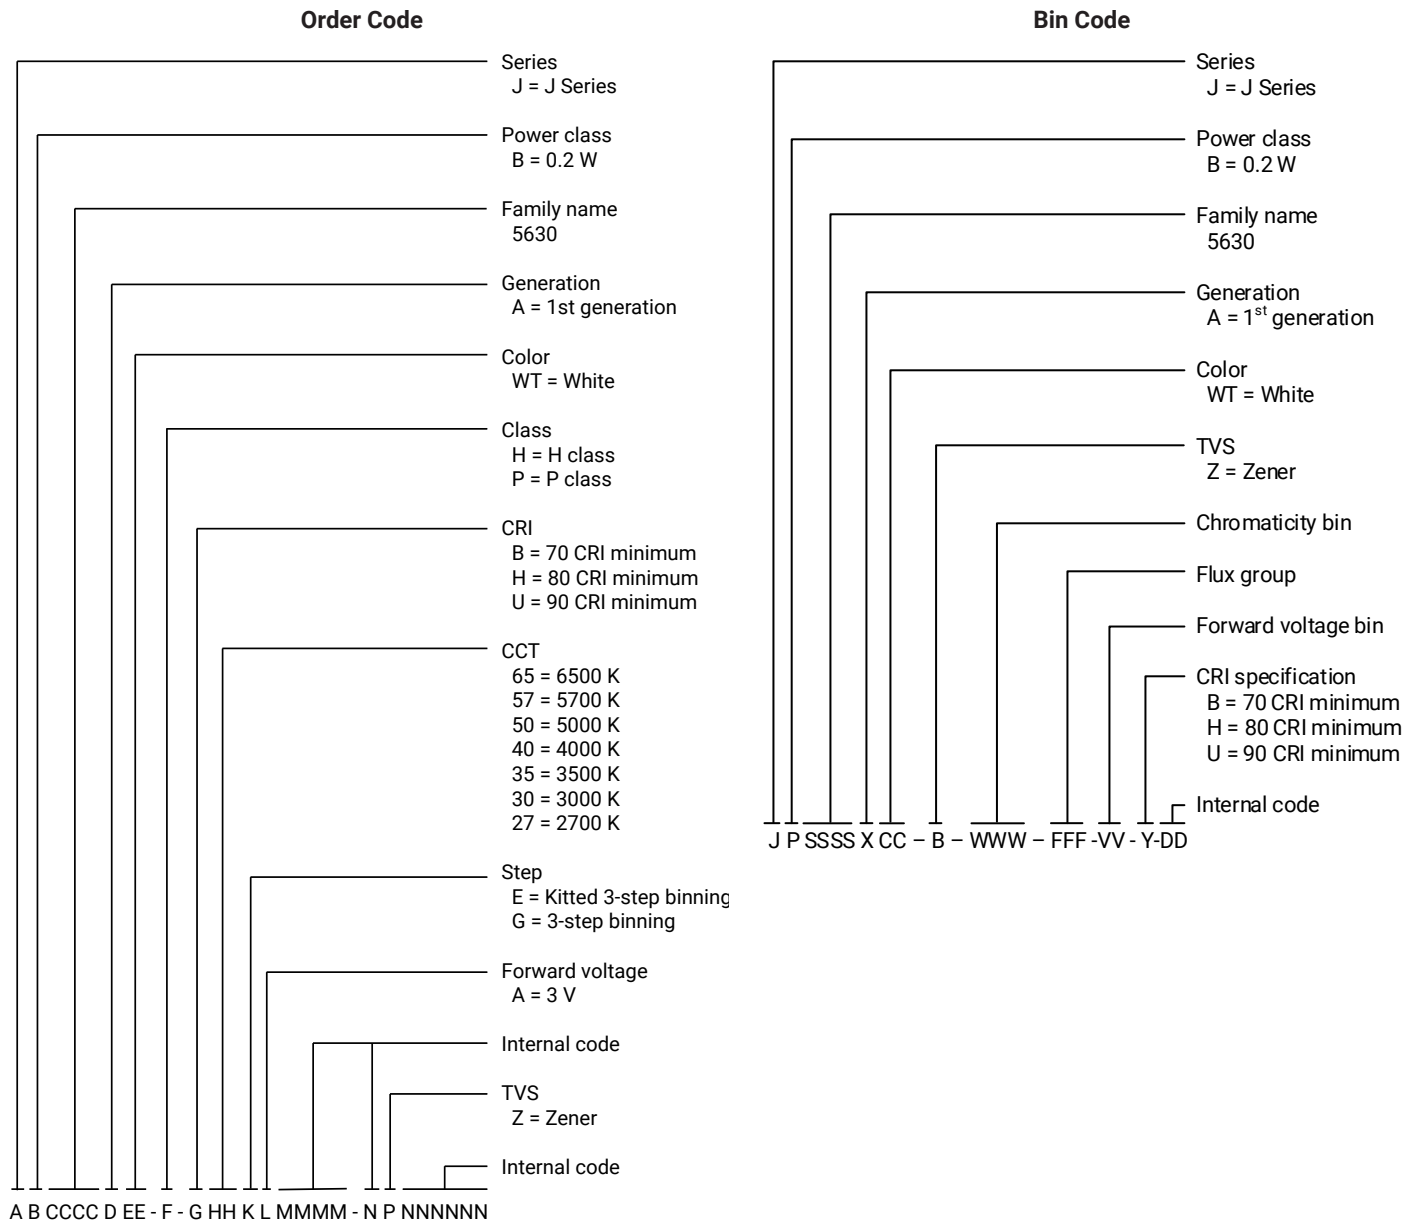 Order Code
Series
J = J Series
Power class
B = 0.2 W
Family name
5630
Generation
A = 1st generation
Color
WT = White
Class
H = H class
P = P class
CRI
B = 70 CRI minimum
H = 80 CRI minimum
U = 90 CRI minimum
CCT
65 = 6500 K
57 = 5700 K
50 = 5000 K
40 = 4000 K
35 = 3500 K
30 = 3000 K
27 = 2700 K
Step
E = Kitted 3-step binning
G = 3-step binning
Forward voltage
A = 3 V
Internal code
TVS
Z = Zener
Internal code
A B CCCC D EE - F - G HH K L MMMM - N P NNNNNN
Bin Code
Series
J = J Series
Power class
B = 0.2 W
Family name
5630
Generation
A = 1st generation
Color
WT = White
TVS
Z = Zener
Chromaticity bin
Flux group
Forward voltage bin
CRI specification
B = 70 CRI minimum
H = 80 CRI minimum
U = 90 CRI minimum
Internal code
J P SSSS X CC – B – WWW – FFF -VV - Y-DD